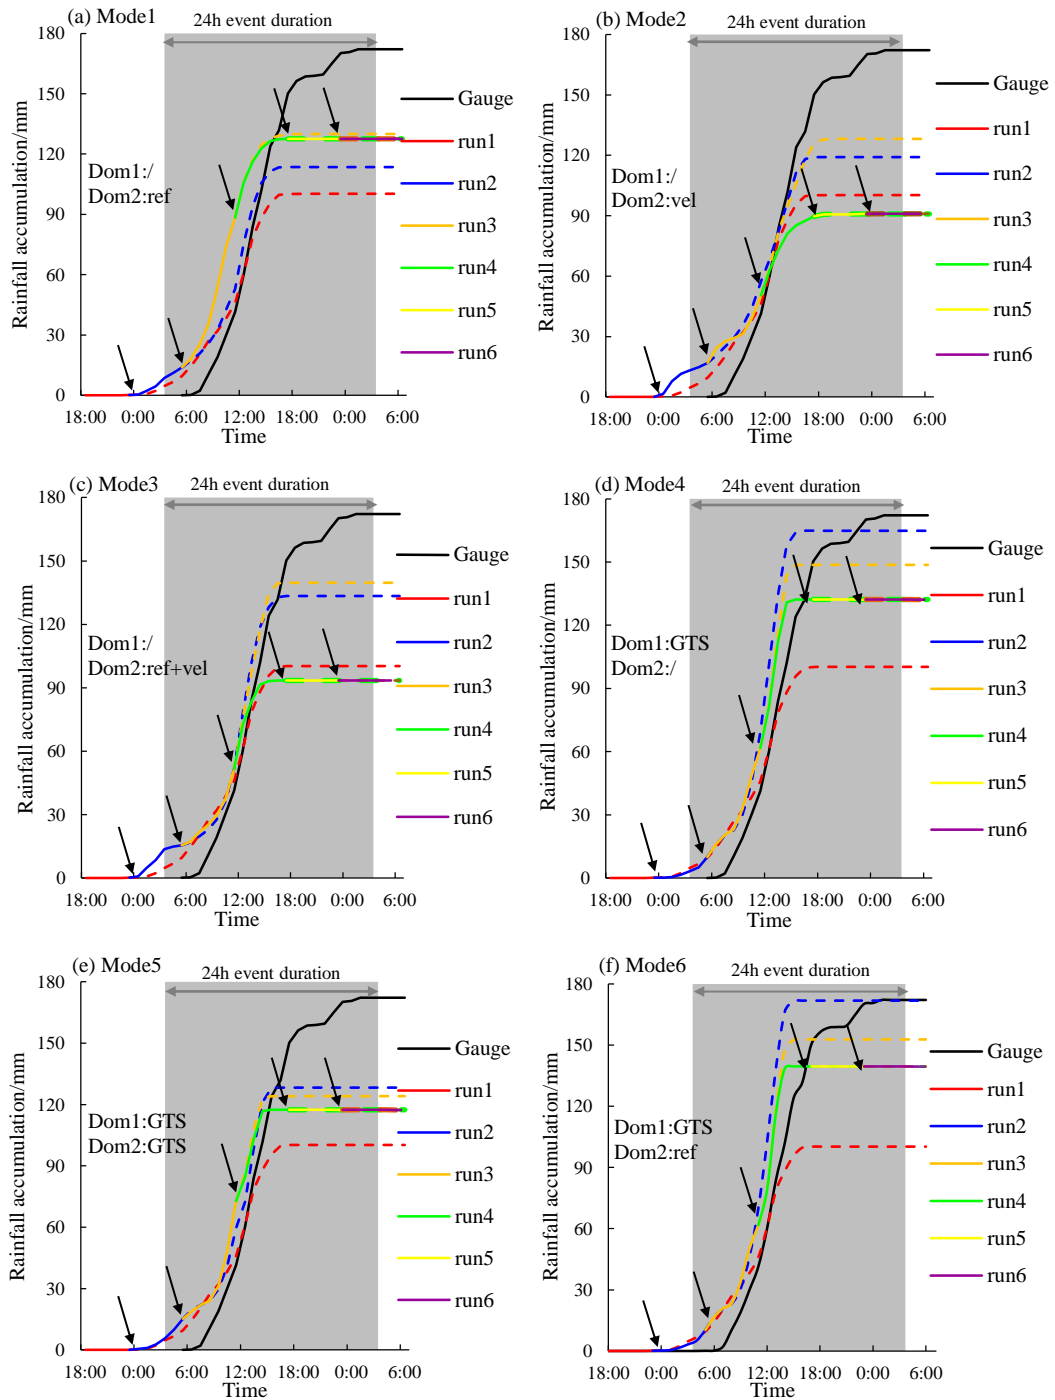 (a) Mode1
24h event duration
Rainfall accumulation/mm
180
150
120
90
60
30
0
Dom1:/
Dom2:ref
Gauge
run1
run2
run3
run4
run5
run6
18:00 0:00 6:00 12:00 18:00 0:00 6:00
Time
(b) Mode2
24h event duration
Rainfall accumulation/mm
180
150
120
90
60
30
0
Dom1:/
Dom2:vel
Gauge
run1
run2
run3
run4
run5
run6
18:00 0:00 6:00 12:00 18:00 0:00 6:00
Time
(c) Mode3
24h event duration
Rainfall accumulation/mm
180
150
120
90
60
30
0
Dom1:/
Dom2:ref+vel
Gauge
run1
run2
run3
run4
run5
run6
18:00 0:00 6:00 12:00 18:00 0:00 6:00
Time
(d) Mode4
24h event duration
Rainfall accumulation/mm
180
150
120
90
60
30
0
Dom1:GTS
Dom2:/
Gauge
run1
run2
run3
run4
run5
run6
18:00 0:00 6:00 12:00 18:00 0:00 6:00
Time
(e) Mode5
24h event duration
Rainfall accumulation/mm
180
150
120
90
60
30
0
Dom1:GTS
Dom2:GTS
Gauge
run1
run2
run3
run4
run5
run6
18:00 0:00 6:00 12:00 18:00 0:00 6:00
Time
(f) Mode6
24h event duration
Rainfall accumulation/mm
180
150
120
90
60
30
0
Dom1:GTS
Dom2:ref
Gauge
run1
run2
run3
run4
run5
run6
18:00 0:00 6:00 12:00 18:00 0:00 6:00
Time